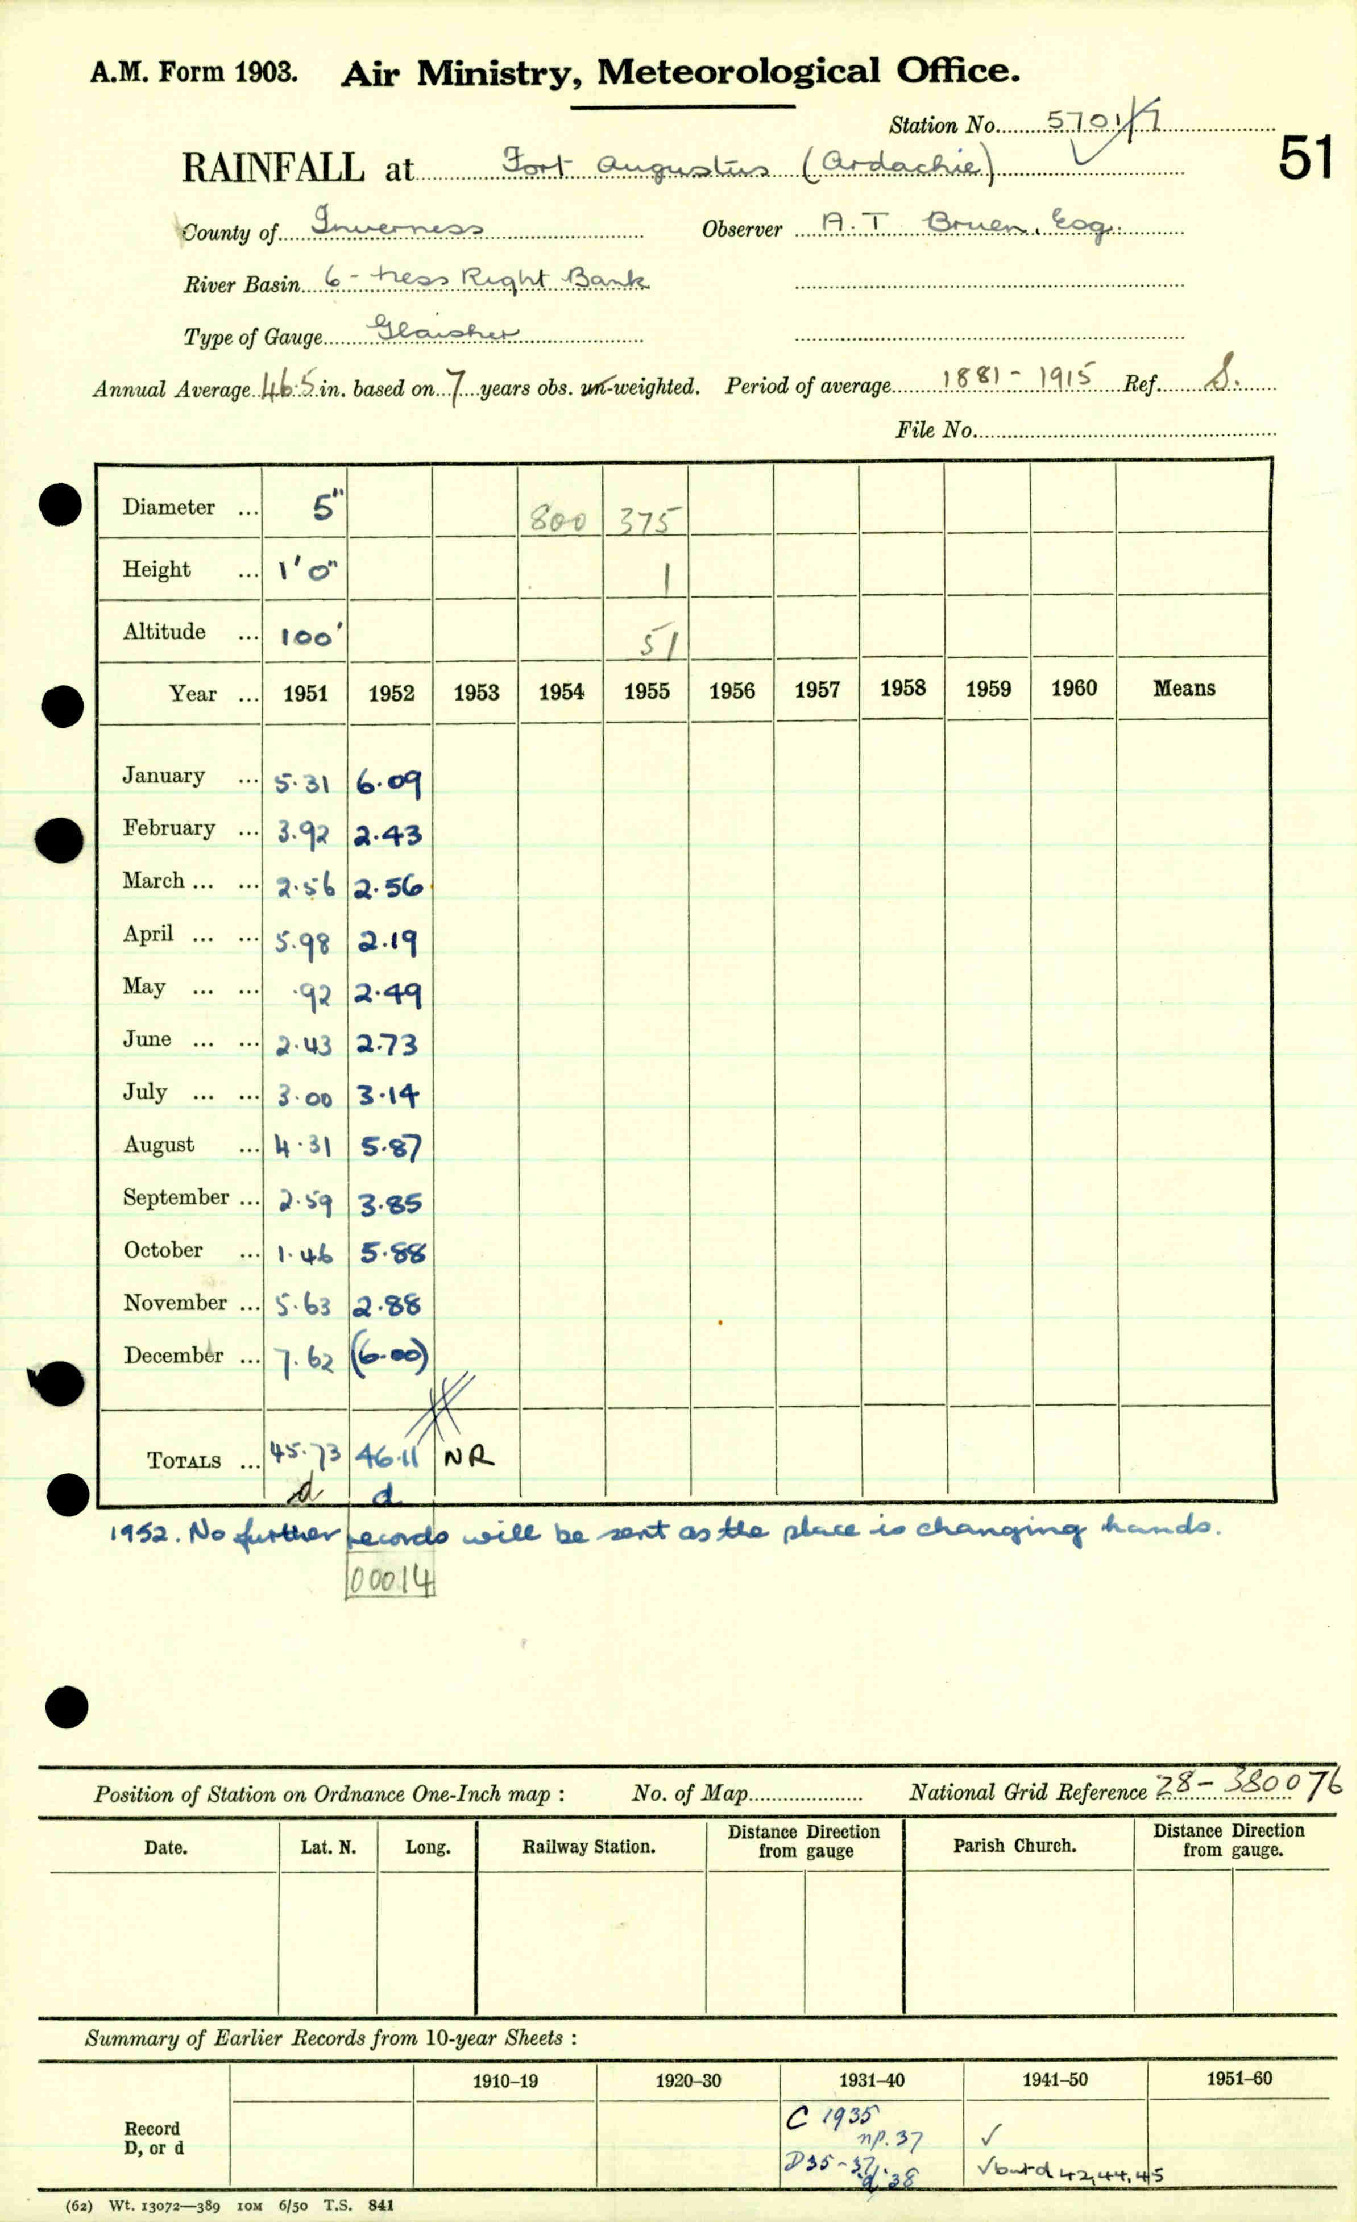 A.M. Form 1903. Air Ministry, Meteorological Office.
Station No. 5701/7
51
RAINFALL at Fort Augustus (Ardachie)
County of Inverness Observer A.T. Bruen, Esq.
River Basin 6 - Ness Right Bank
Type of Gauge Glaisher
Annual Average 46.5 in. based on 7 years obs. un-weighted. Period of average 1881 - 1915 Ref. S.
File No.
Diameter ... 5" 800 375
Height ... 1'0" 1
Altitude ... 100' 51
Year ... 1951 1952 1953 1954 1955 1956 1957 1958 1959 1960 Means
January ... 5.31 6.09
February ... 3.92 2.43
March ... ... 2.56 2.56
April ... ... 5.98 2.19
May ... ... .92 2.49
June ... ... 2.43 2.73
July ... ... 3.00 3.14
August ... 4.31 5.87
September ... 2.59 3.85
October ... 1.46 5.88
November ... 5.63 2.88
December ... 7.62 (6.00)
TOTALS ... 45.73 46.11 NR
d d
1952. No further records will be sent as the place is changing hands.
00014
Position of Station on Ordnance One-Inch map : No. of Map National Grid Reference 28 - 380076
Date. Lat. N. Long. Railway Station. Distance from Direction gauge Parish Church. Distance from Direction gauge.
Summary of Earlier Records from 10-year Sheets :
1910–19 1920–30 1931–40 1941–50 1951–60
Record D, or d
C 1935
np. 37 ✓
D35-37. d.38 ✓ but d 42,44,45
(62) Wt. 13072—389 10M 6/50 T.S. 841